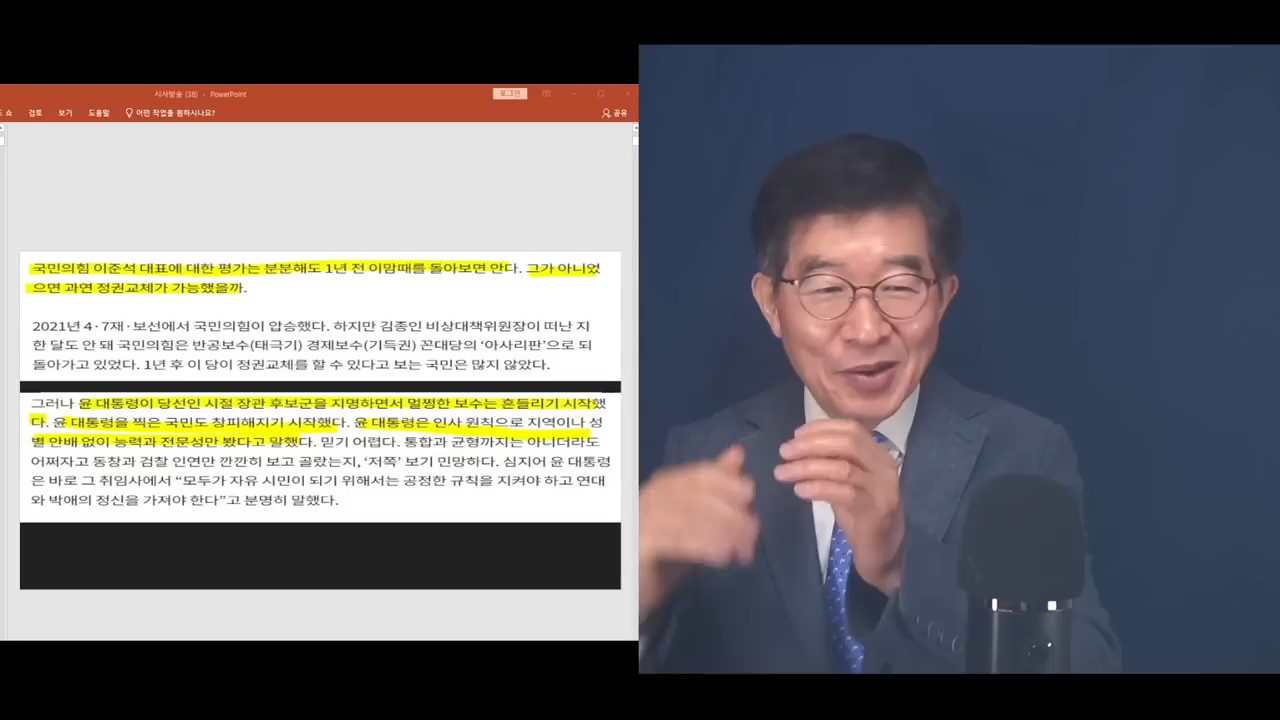 시사방송 (38) - PowerPoint
로그인
쇼 검토 보기 도움말 어떤 작업을 원하시나요? 공유
국민의힘 이준석 대표에 대한 평가는 분분해도 1년 전 이맘때를 돌아보면 안다. 그가 아니었
으면 과연 정권교체가 가능했을까.
2021년 4·7재·보선에서 국민의힘이 압승했다. 하지만 김종인 비상대책위원장이 떠난 지
한 달도 안 돼 국민의힘은 반공보수(태극기) 경제보수(기득권) 꼰대당의 ‘아사리판’으로 되
돌아가고 있었다. 1년 후 이 당이 정권교체를 할 수 있다고 보는 국민은 많지 않았다.
그러나 윤 대통령이 당선인 시절 장관 후보군을 지명하면서 멀쩡한 보수는 흔들리기 시작했
다. 윤 대통령을 찍은 국민도 창피해지기 시작했다. 윤 대통령은 인사 원칙으로 지역이나 성
별 안배 없이 능력과 전문성만 봤다고 말했다. 믿기 어렵다. 통합과 균형까지는 아니더라도
어쩌자고 동창과 검찰 인연만 깐깐히 보고 골랐는지, ‘저쪽’ 보기 민망하다. 심지어 윤 대통령
은 바로 그 취임사에서 “모두가 자유 시민이 되기 위해서는 공정한 규칙을 지켜야 하고 연대
와 박애의 정신을 가져야 한다”고 분명히 말했다.